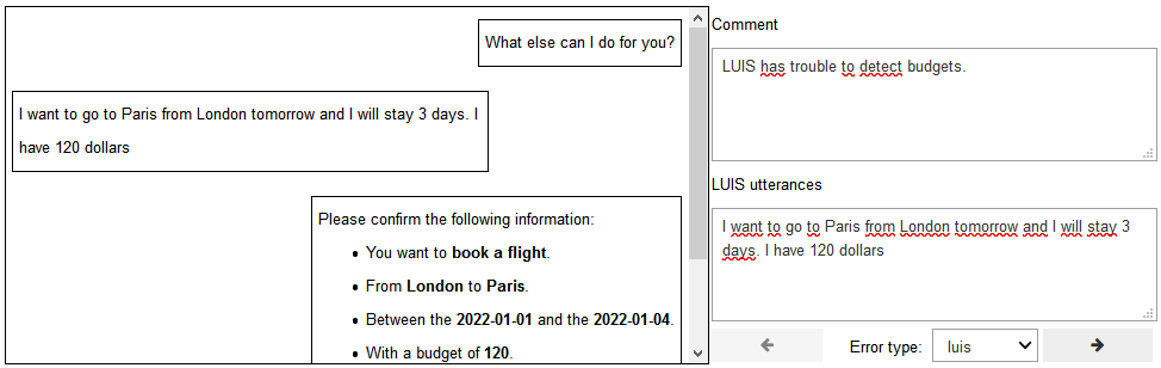 What else can I do for you?
I want to go to Paris from London tomorrow and I will stay 3 days. I
have 120 dollars
Please confirm the following information:
• You want to book a flight.
• From London to Paris.
• Between the 2022-01-01 and the 2022-01-04.
• With a budget of 120.
Comment
LUIS has trouble to detect budgets.
LUIS utterances
I want to go to Paris from London tomorrow and I will stay 3
days. I have 120 dollars
Error type: luis